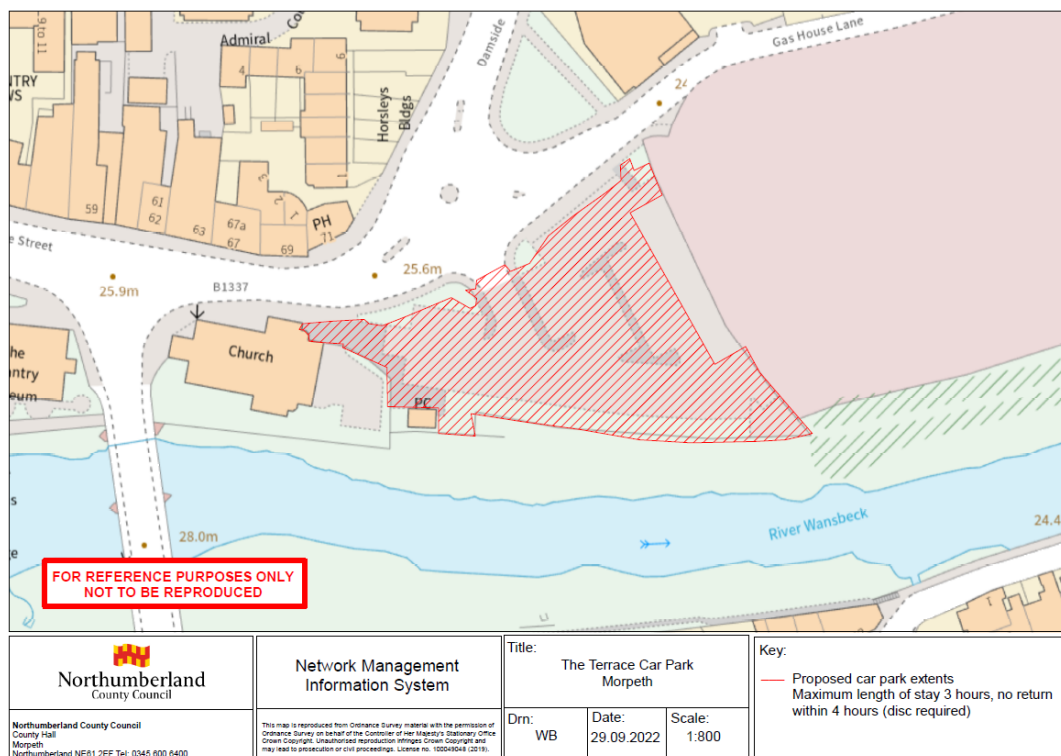 9 to 11
Admiral
4
6
9
Damside
Gas House Lane
Horsleys
Bldgs
59
61
62
63
67a
67
69
3
2
1
1
PH
71
e Street
25.9m
B1337
25.6m
Church
he
antry
eum
PC
River Wansbeck
24.4
28.0m
1
FOR REFERENCE PURPOSES ONLY
NOT TO BE REPRODUCED
Northumberland
County Council
Northumberland County Council
County Hall
Morpeth
Northumberland NE61 2EF Tel: 0345 600 6400
Network Management
Information System
This map is reproduced from Ordnance Survey material with the permission of
Ordnance Survey on behalf of the Controller of Her Majesty's Stationary Office
Crown Copyright. Unauthorised reproduction infringes Crown Copyright and
may lead to prosecution or civil proceedings. License no. 100049048 (2019).
Title:
The Terrace Car Park
Morpeth
Drn:
WB
Date:
29.09.2022
Scale:
1:800
Key:
Proposed car park extents
Maximum length of stay 3 hours, no return
within 4 hours (disc required)